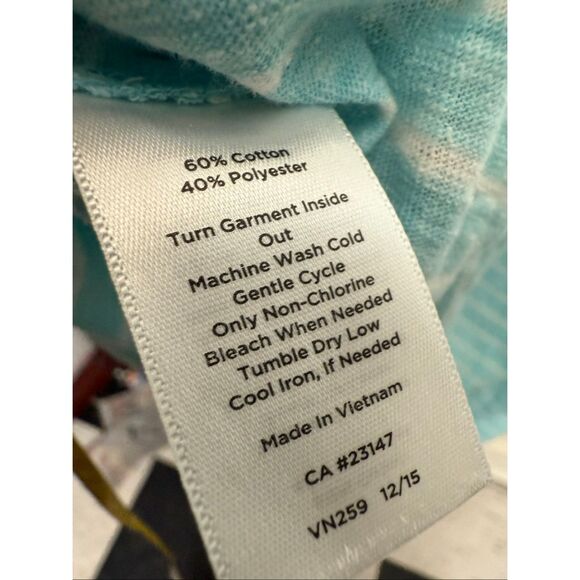 60% Cotton
40% Polyester
Turn Garment Inside
Out
Machine Wash Cold
Gentle Cycle
Only Non-Chlorine
Bleach When Needed
Tumble Dry Low
Cool Iron, If Needed
Made In Vietnam
CA #23147
VN259 12/15